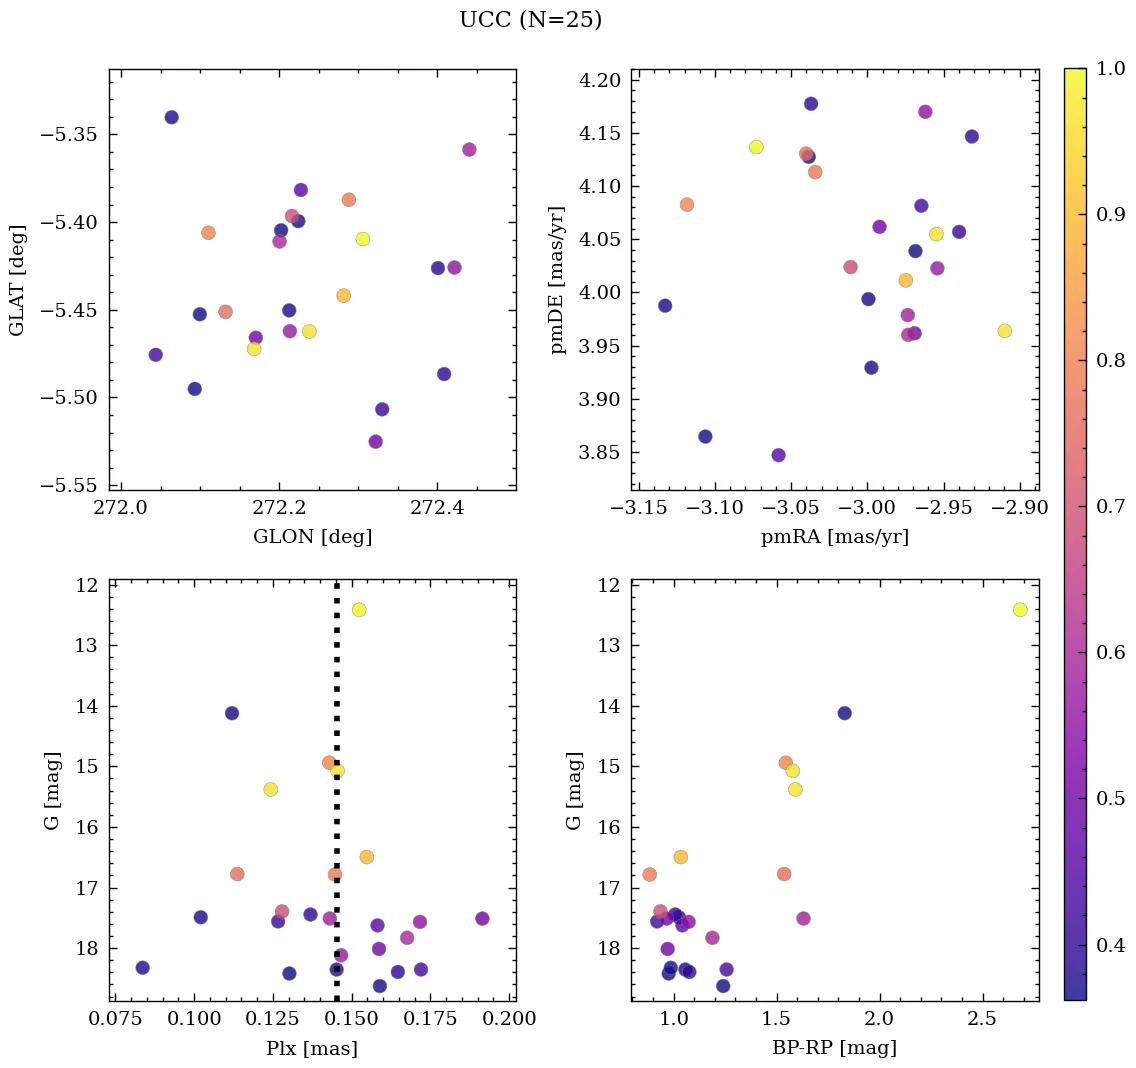 UCC (N=25)
−5.35
−5.40
−5.45
−5.50
−5.55
GLAT [deg]
272.0 272.2 272.4
GLON [deg]
4.20
4.15
4.10
4.05
4.00
3.95
3.90
3.85
pmDE [mas/yr]
−3.15 −3.10 −3.05 −3.00 −2.95 −2.90
pmRA [mas/yr]
12
13
14
15
16
17
18
G [mag]
0.075 0.100 0.125 0.150 0.175 0.200
Plx [mas]
12
13
14
15
16
17
18
G [mag]
1.0 1.5 2.0 2.5
BP-RP [mag]
1.0
0.9
0.8
0.7
0.6
0.5
0.4